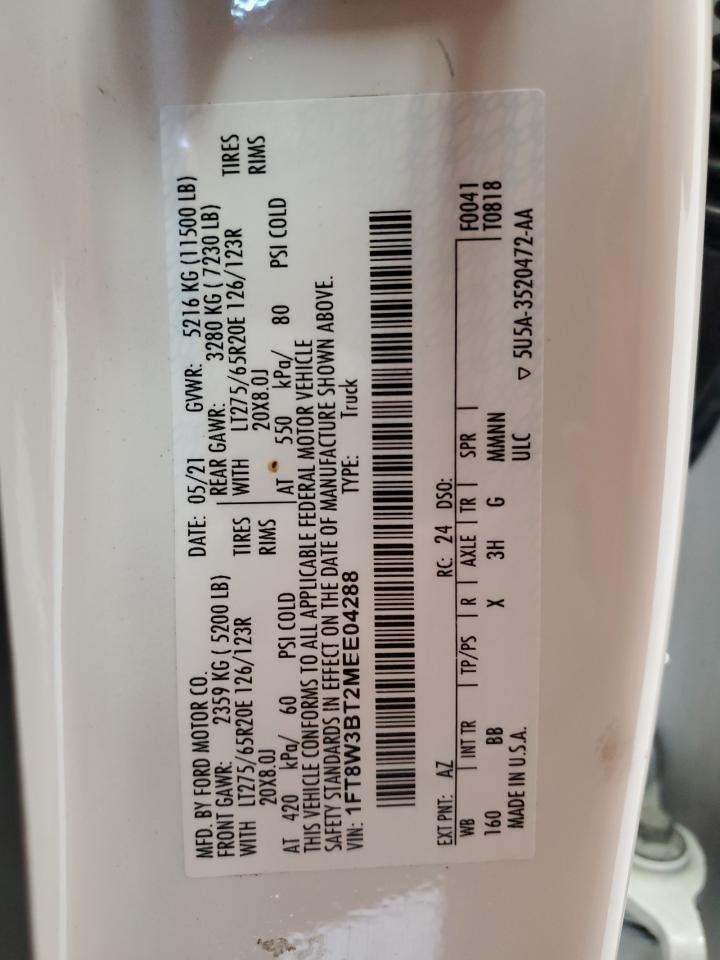 MFD. BY FORD MOTOR CO.
DATE: 05/21 GVWR: 5216 KG (11500 LB)
FRONT GAWR: 2359 KG ( 5200 LB) REAR GAWR: 3280 KG ( 7230 LB)
WITH LT275/65R20E 126/123R TIRES WITH LT275/65R20E 126/123R TIRES
20X8.0J RIMS 20X8.0J RIMS
AT 420 kPa/ 60 PSI COLD AT 550 kPa/ 80 PSI COLD
THIS VEHICLE CONFORMS TO ALL APPLICABLE FEDERAL MOTOR VEHICLE
SAFETY STANDARDS IN EFFECT ON THE DATE OF MANUFACTURE SHOWN ABOVE.
VIN: 1FT8W3BT2MEE04288 TYPE: Truck
EXT PNT: AZ RC: 24 DSO:
WB INT TR TP/PS R AXLE TR SPR F0041
T0818
160 BB X 3H G MMMNN
MADE IN U.S.A. ULC ▽ 5U5A-3520472-AA